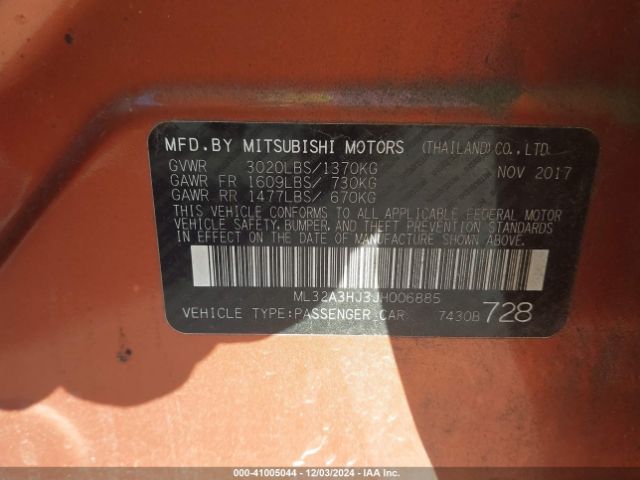 MFD.BY MITSUBISHI MOTORS (THAILAND)CO.,LTD.
GVWR 3020LBS/1370KG NOV 2017
GAWR FR 1609LBS/ 730KG
GAWR RR 1477LBS/ 670KG
THIS VEHICLE CONFORMS TO ALL APPLICABLE FEDERAL MOTOR
VEHICLE SAFETY, BUMPER, AND THEFT PREVENTION STANDARDS
IN EFFECT ON THE DATE OF MANUFACTURE SHOWN ABOVE.
ML32A3HJ3JH006885
VEHICLE TYPE:PASSENGER CAR 7430B 728
000-41005044 - 12/03/2024 - IAA Inc.